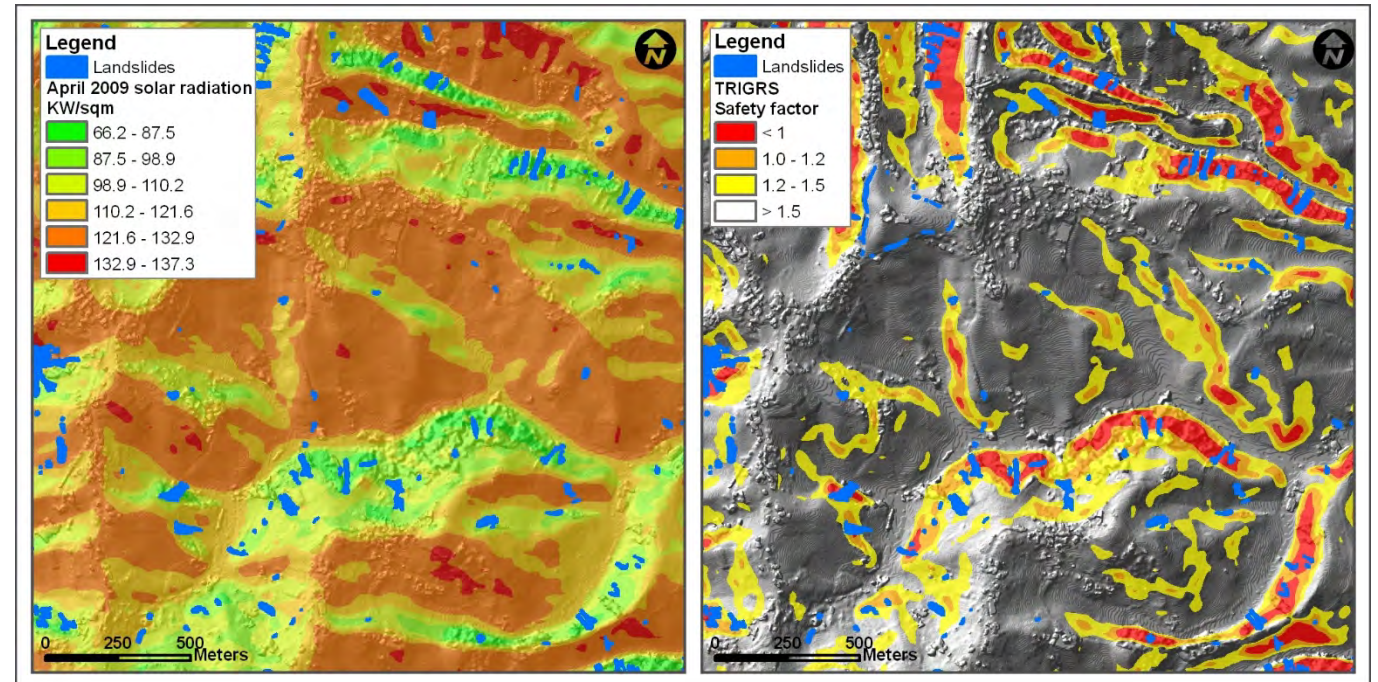 Legend
Landslides
April 2009 solar radiation
KW/sqm
66.2 - 87.5
87.5 - 98.9
98.9 - 110.2
110.2 - 121.6
121.6 - 132.9
132.9 - 137.3
N
0 250 500
Meters
Legend
Landslides
TRIGRS
Safety factor
< 1
1.0 - 1.2
1.2 - 1.5
> 1.5
N
0 250 500
Meters